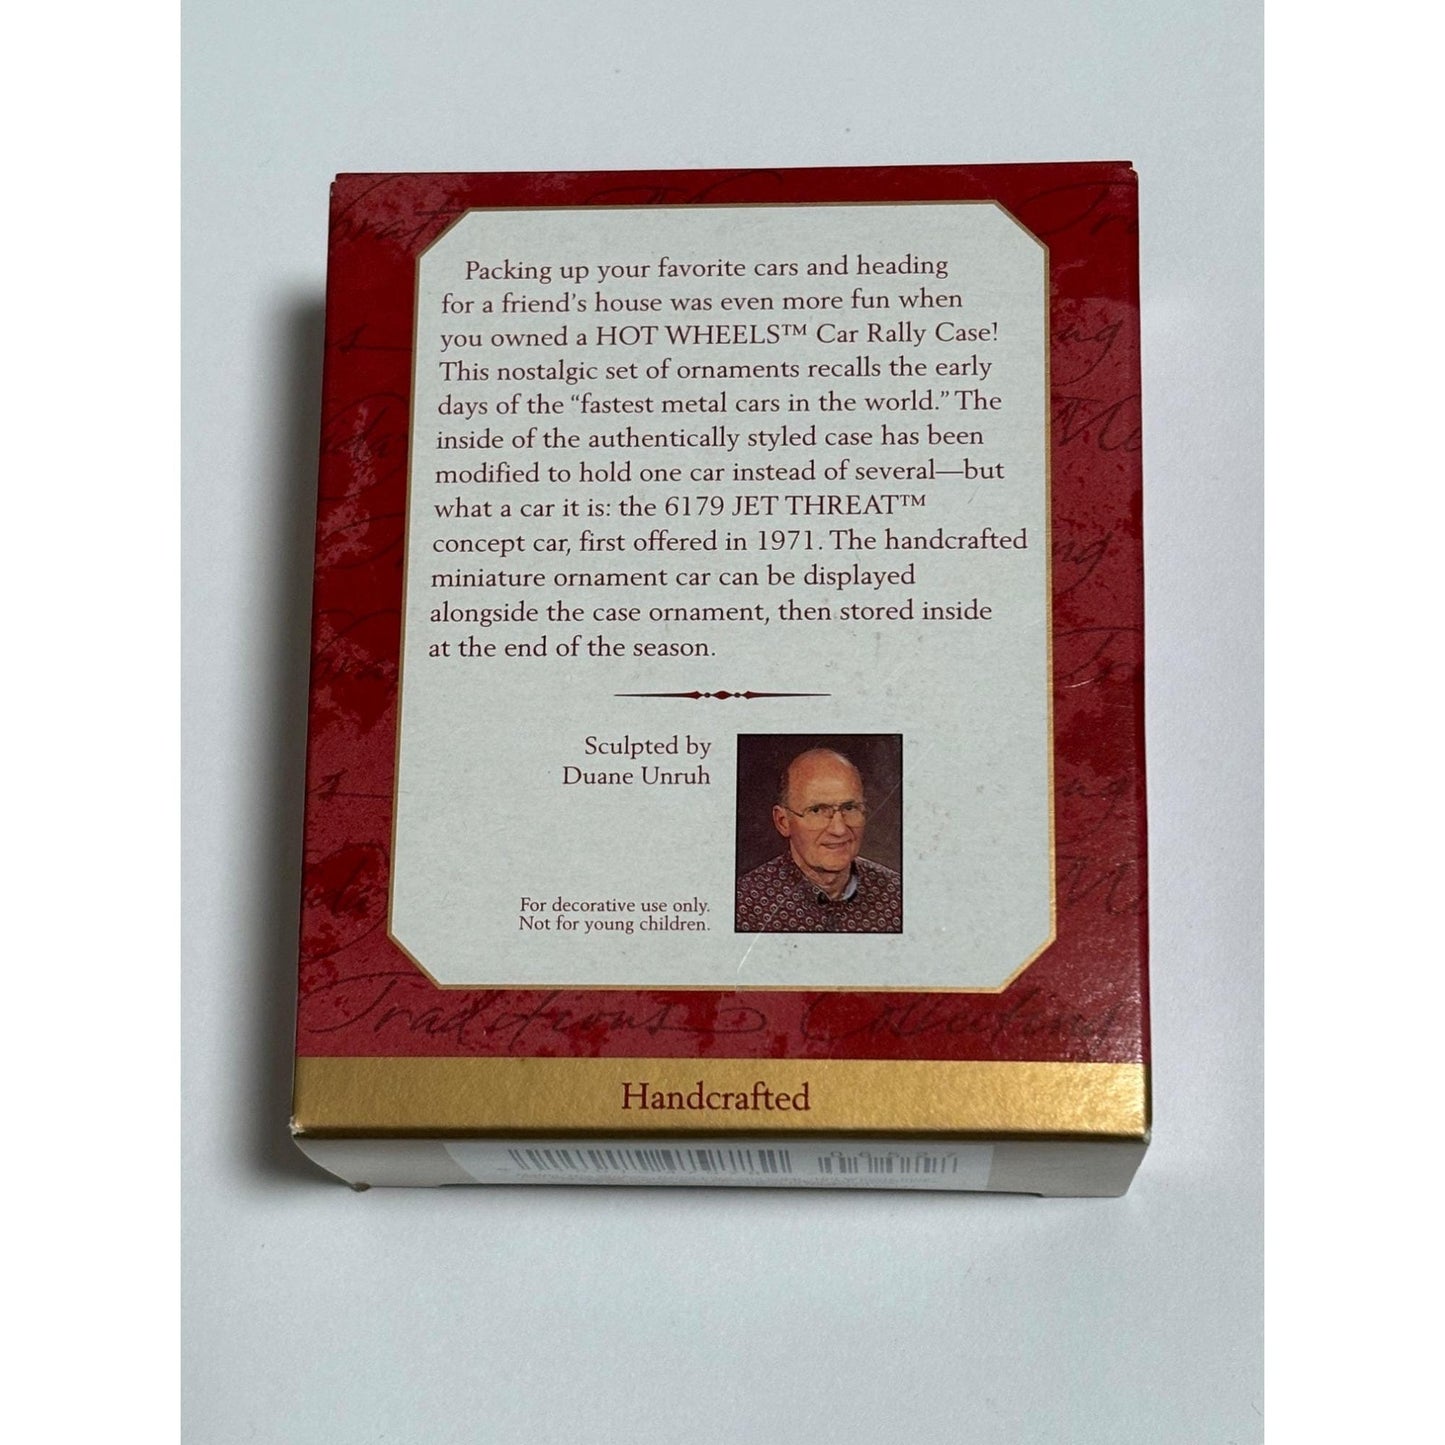 Packing up your favorite cars and heading
for a friend's house was even more fun when
you owned a HOT WHEELS™ Car Rally Case!
This nostalgic set of ornaments recalls the early
days of the “fastest metal cars in the world.” The
inside of the authentically styled case has been
modified to hold one car instead of several—but
what a car it is: the 6179 JET THREAT™
concept car, first offered in 1971. The handcrafted
miniature ornament car can be displayed
alongside the case ornament, then stored inside
at the end of the season.
Sculpted by
Duane Unruh
For decorative use only.
Not for young children.
Traditions
Handcrafted